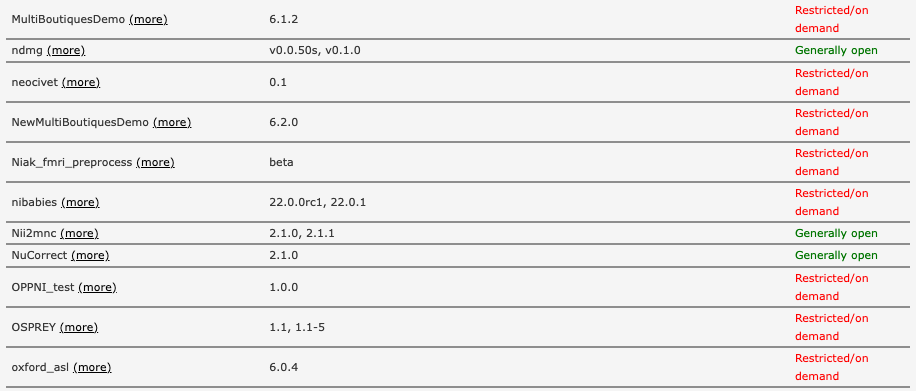 MultiBoutiquesDemo (more) 6.1.2 Restricted/on
demand
ndmg (more) v0.0.50s, v0.1.0 Generally open
neocivet (more) 0.1 Restricted/on
demand
NewMultiBoutiquesDemo (more) 6.2.0 Restricted/on
demand
Niak_fmri_preprocess (more) beta Restricted/on
demand
nibabies (more) 22.0.0rc1, 22.0.1 Restricted/on
demand
Nii2mnc (more) 2.1.0, 2.1.1 Generally open
NuCorrect (more) 2.1.0 Generally open
OPPNI_test (more) 1.0.0 Restricted/on
demand
OSPREY (more) 1.1, 1.1-5 Restricted/on
demand
oxford_asl (more) 6.0.4 Restricted/on
demand